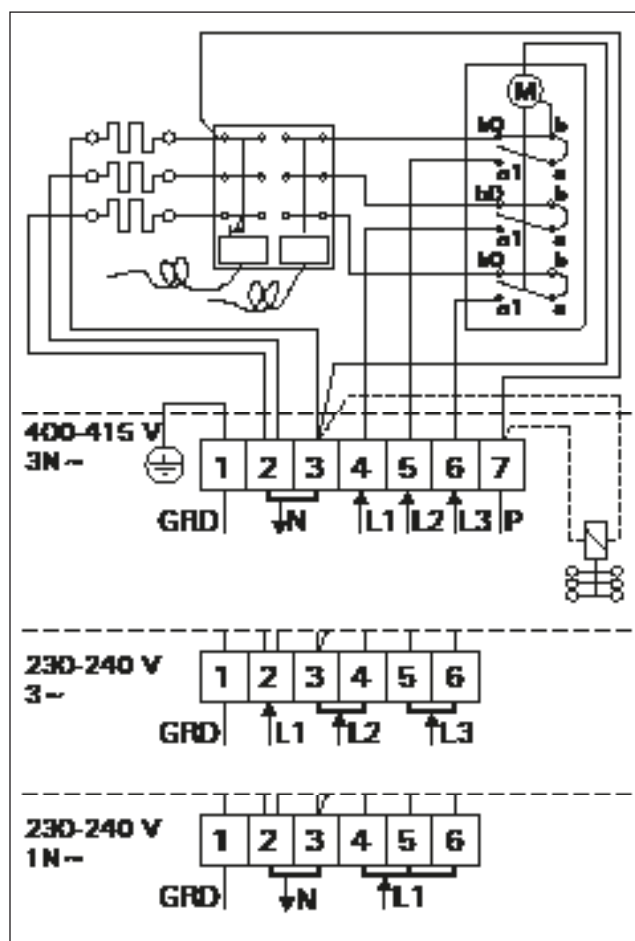 M
b0 b
a1 a
b0 b
a1 a
b0 b
a1 a
400-415 V
3N~
1 2 3 4 5 6 7
GRD N L1 L2 L3 P
230-240 V
3~
1 2 3 4 5 6
GRD L1 L2 L3
230-240 V
1N~
1 2 3 4 5 6
GRD N L1